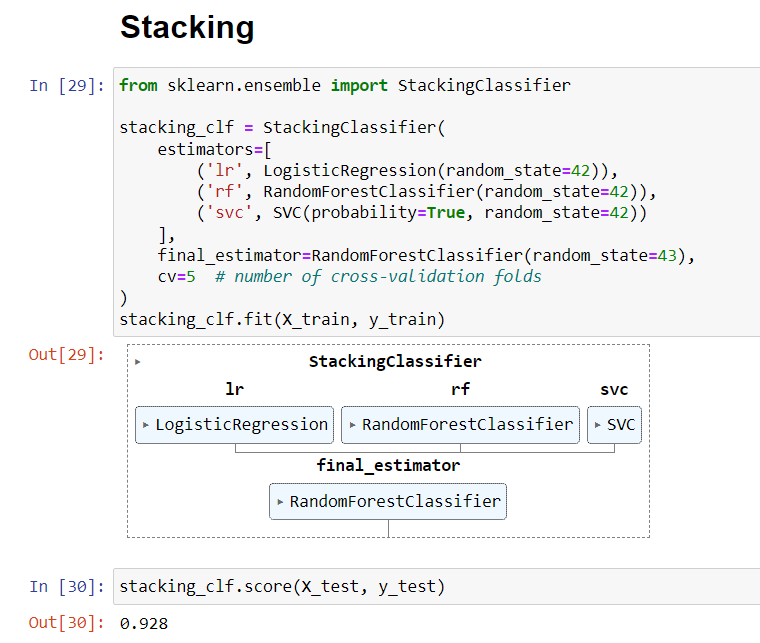 Stacking
In [29]: from sklearn.ensemble import StackingClassifier
stacking_clf = StackingClassifier(
    estimators=[
        ('lr', LogisticRegression(random_state=42)),
        ('rf', RandomForestClassifier(random_state=42)),
        ('svc', SVC(probability=True, random_state=42))
    ],
    final_estimator=RandomForestClassifier(random_state=43),
    cv=5  # number of cross-validation folds
)
stacking_clf.fit(X_train, y_train)
Out[29]: ▸ StackingClassifier
lr rf svc
▸ LogisticRegression ▸ RandomForestClassifier ▸ SVC
final_estimator
▸ RandomForestClassifier
In [30]: stacking_clf.score(X_test, y_test)
Out[30]: 0.928